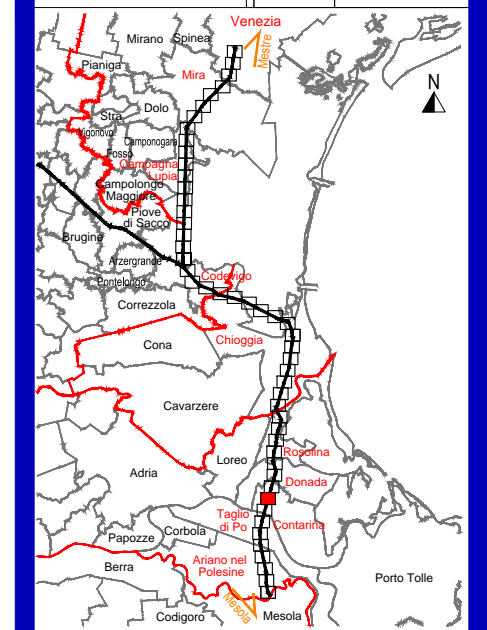 Venezia
Mirano
Spinea
Mestre
Pianiga
Mira
N
Dolo
Stra
Vigonovo
Camponogara
Fosso
Campagna
Lupia
Campolongo
Maggiore
Piove
di Sacco
Brugine
Arzergrande
Pontelongo
Codevigo
Correzzola
Chioggia
Cona
Cavarzere
Rosolina
Loreo
Adria
Donada
Taglio
di Po
Contarina
Corbola
Papozze
Berra
Ariano nel
Polesine
Porto Tolle
Mesola
Codigoro
Mesola